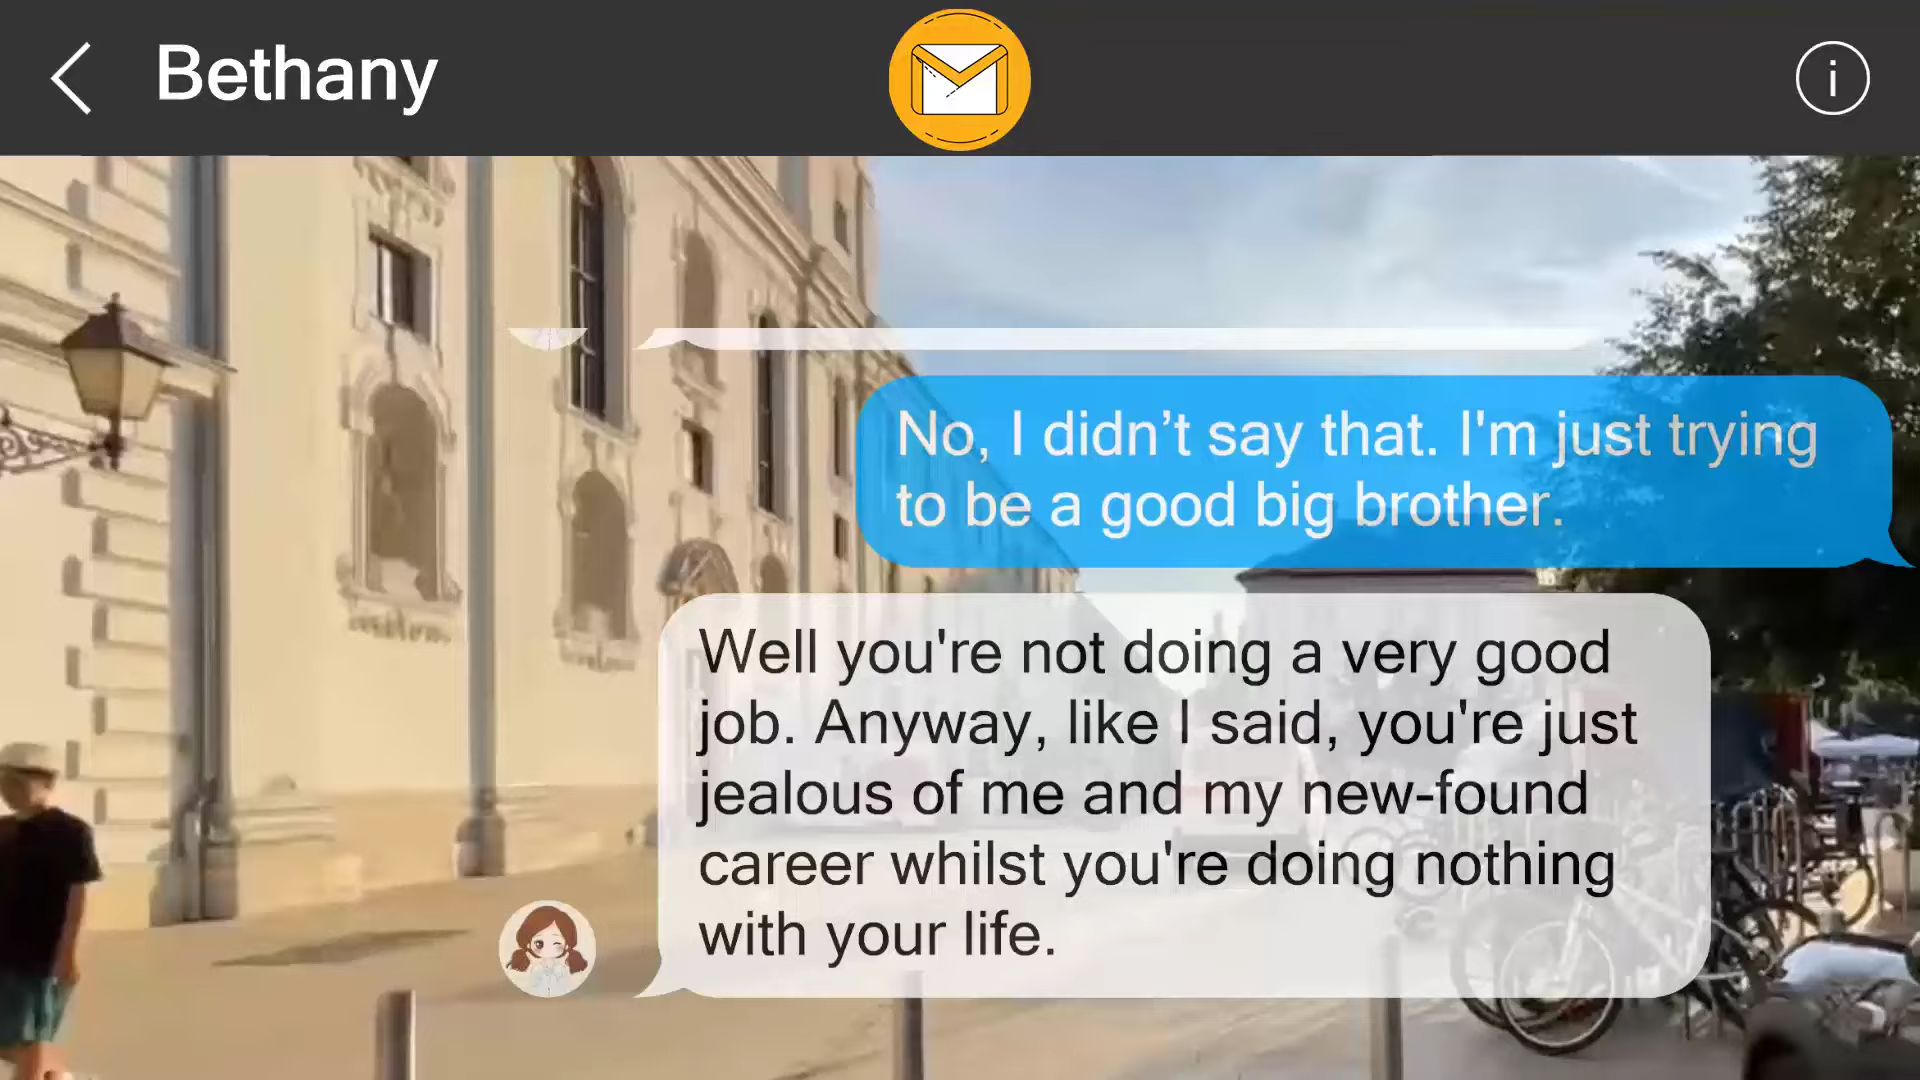 Bethany
i
No, I didn’t say that. I'm just trying
to be a good big brother.
Well you're not doing a very good
job. Anyway, like I said, you're just
jealous of me and my new-found
career whilst you're doing nothing
with your life.